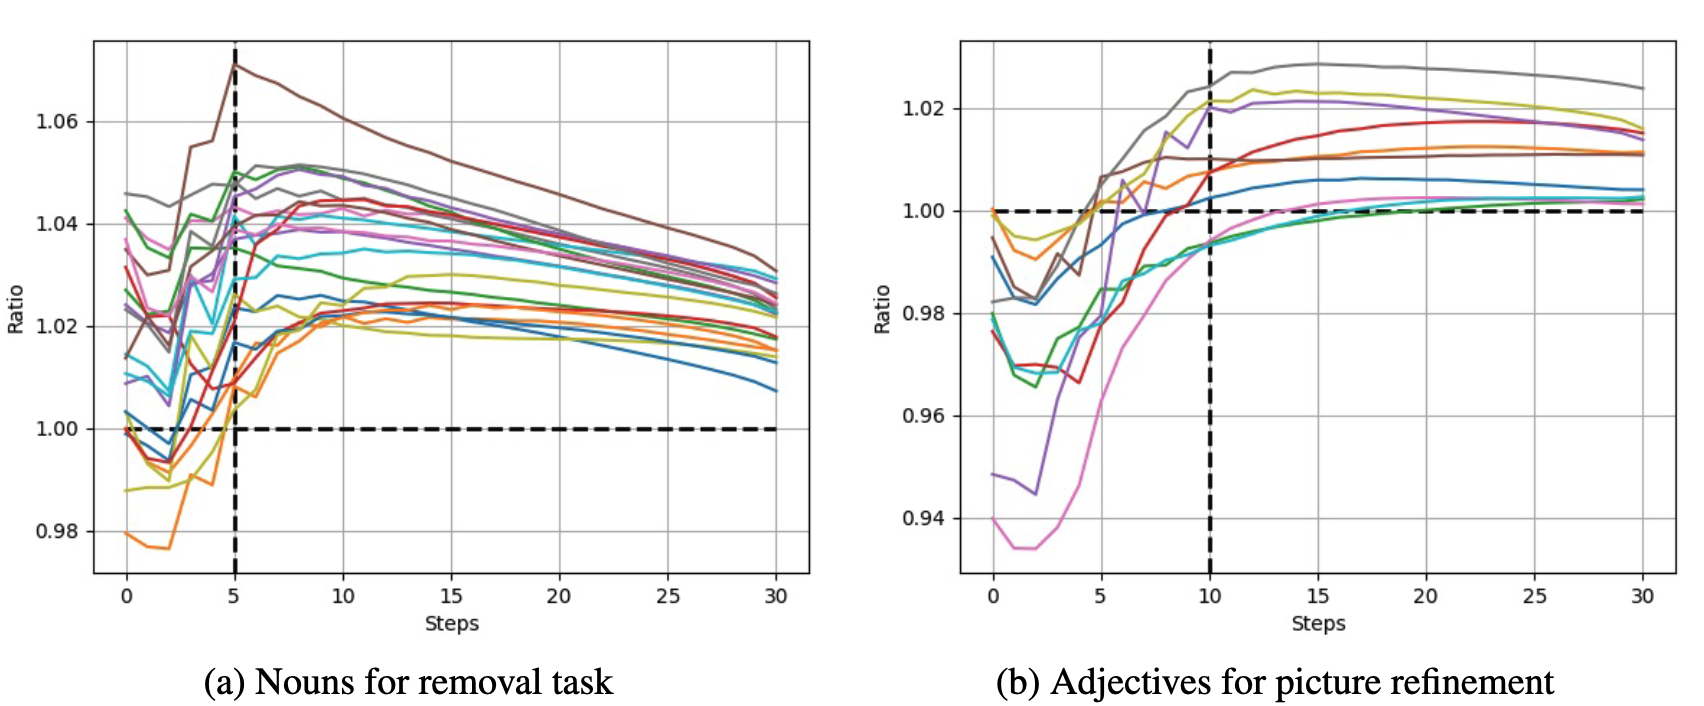 1.06
1.04
1.02
1.00
0.98
Ratio
0 5 10 15 20 25 30
Steps
(a) Nouns for removal task
1.02
1.00
0.98
0.96
0.94
Ratio
0 5 10 15 20 25 30
Steps
(b) Adjectives for picture refinement